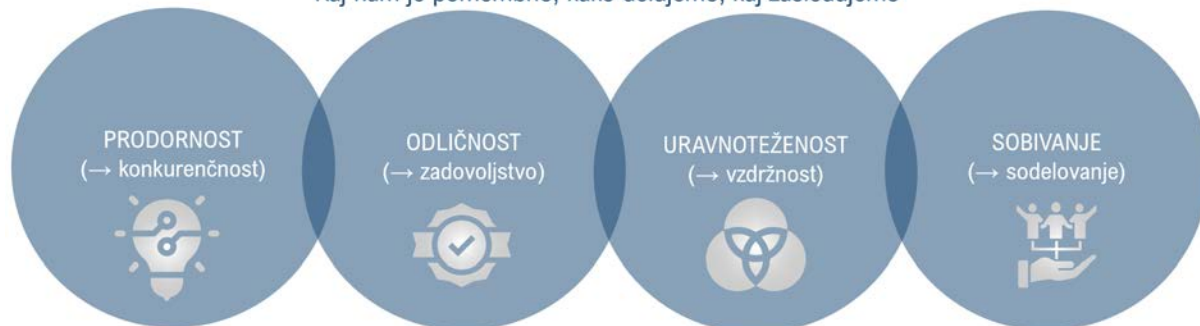 PRODORNOST
(→ konkurenčnost)
ODLIČNOST
(→ zadovoljstvo)
URAVNOTEŽENOST
(→ vzdržnost)
SOBIVANJE
(→ sodelovanje)